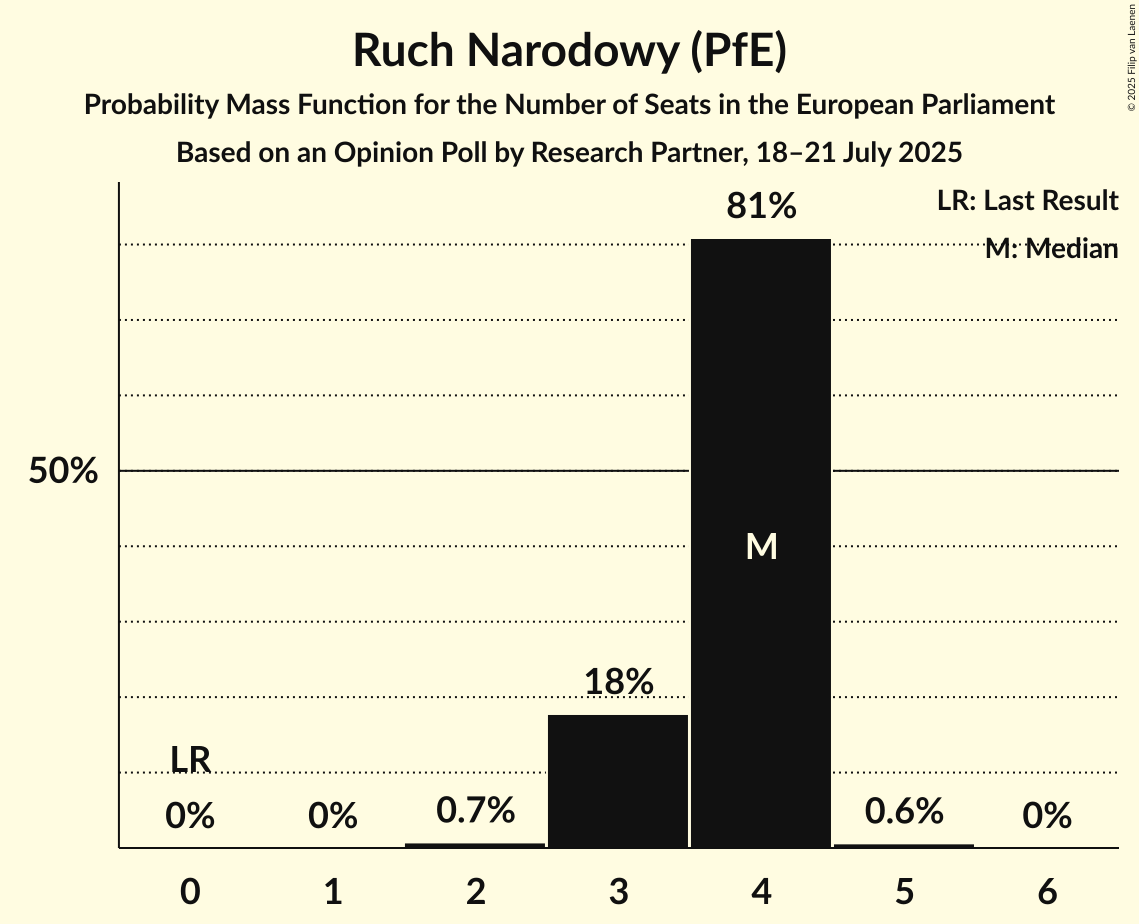 Ruch Narodowy (PfE)
Probability Mass Function for the Number of Seats in the European Parliament
Based on an Opinion Poll by Research Partner, 18–21 July 2025
© 2025 Filip van Laenen
LR: Last Result
M: Median
81%
50%
M
18%
LR
0%
0%
0.7%
0.6%
0%
0 1 2 3 4 5 6